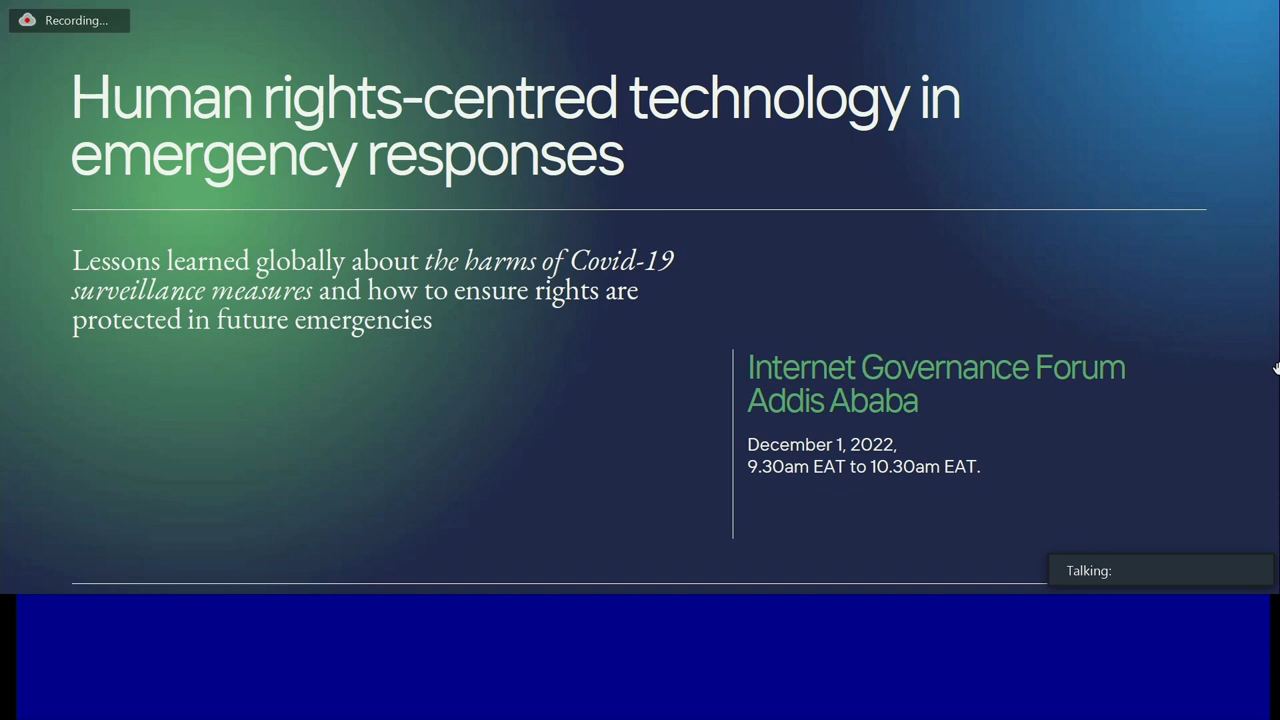 Recording...
Human rights-centred technology in
emergency responses
Lessons learned globally about the harms of Covid-19
surveillance measures and how to ensure rights are
protected in future emergencies
Internet Governance Forum
Addis Ababa
December 1, 2022,
9.30am EAT to 10.30am EAT.
Talking: